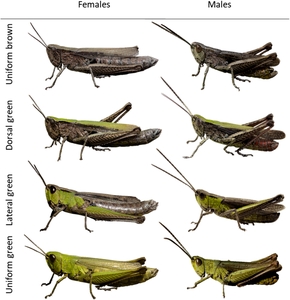 Females Males
Uniform brown
Dorsal green
Lateral green
Uniform green